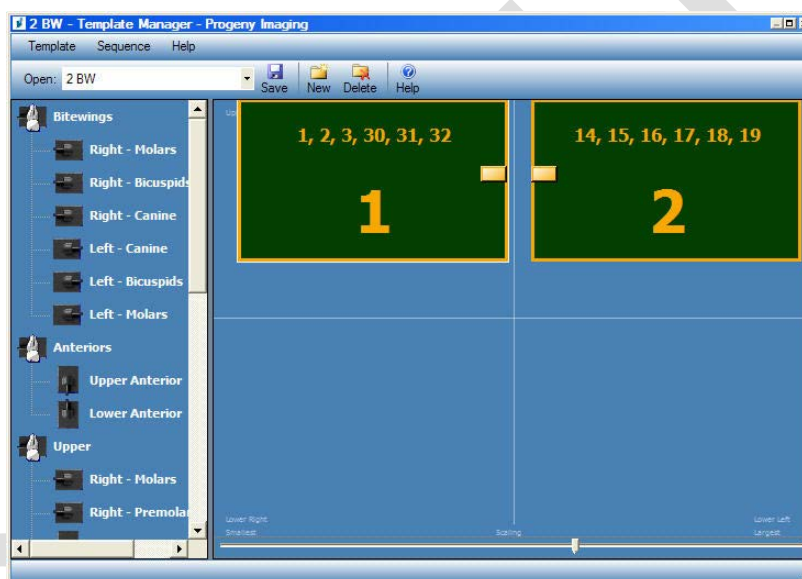 2 BW - Template Manager - Progeny Imaging
Template Sequence Help
Open: 2 BW Save New Delete Help
Bitewings
Right - Molars
Right - Bicuspids
Right - Canine
Left - Canine
Left - Bicuspids
Left - Molars
Anteriors
Upper Anterior
Lower Anterior
Upper
Right - Molars
Right - Premola
1, 2, 3, 30, 31, 32
1
14, 15, 16, 17, 18, 19
2
Lower Right Lower Left
Smallest Scaling Largest